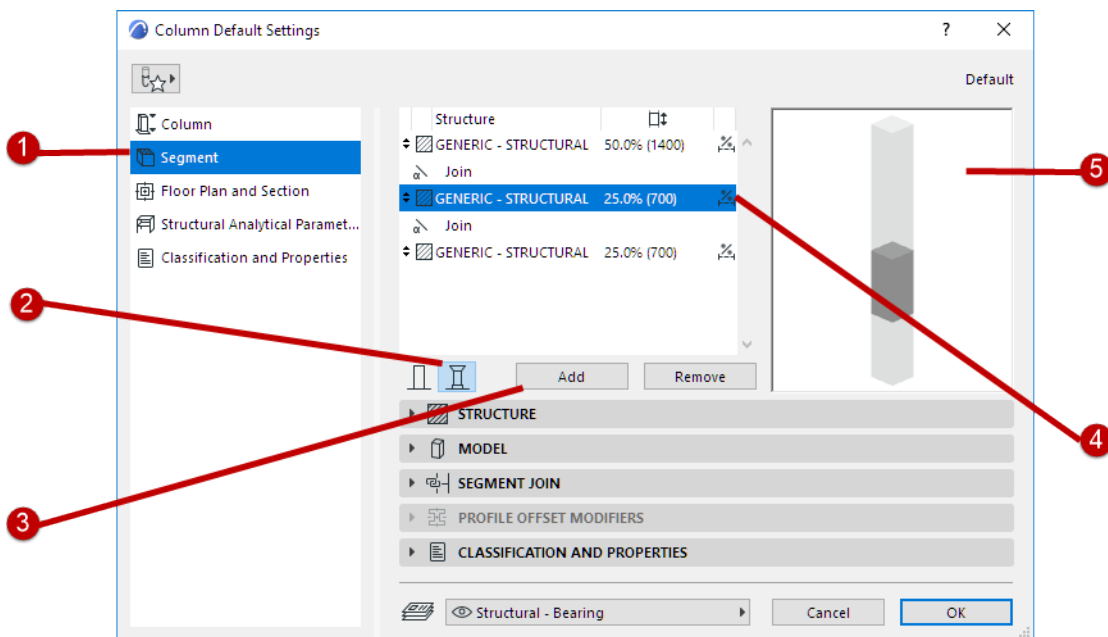 Column Default Settings ? ×
Default
1
Column
Segment
Floor Plan and Section
Structural Analytical Paramet...
Classification and Properties
2
3
Structure
GENERIC - STRUCTURAL 50.0% (1400)
Join
GENERIC - STRUCTURAL 25.0% (700)
Join
GENERIC - STRUCTURAL 25.0% (700)
5
4
Add Remove
STRUCTURE
MODEL
SEGMENT JOIN
PROFILE OFFSET MODIFIERS
CLASSIFICATION AND PROPERTIES
Structural - Bearing Cancel OK